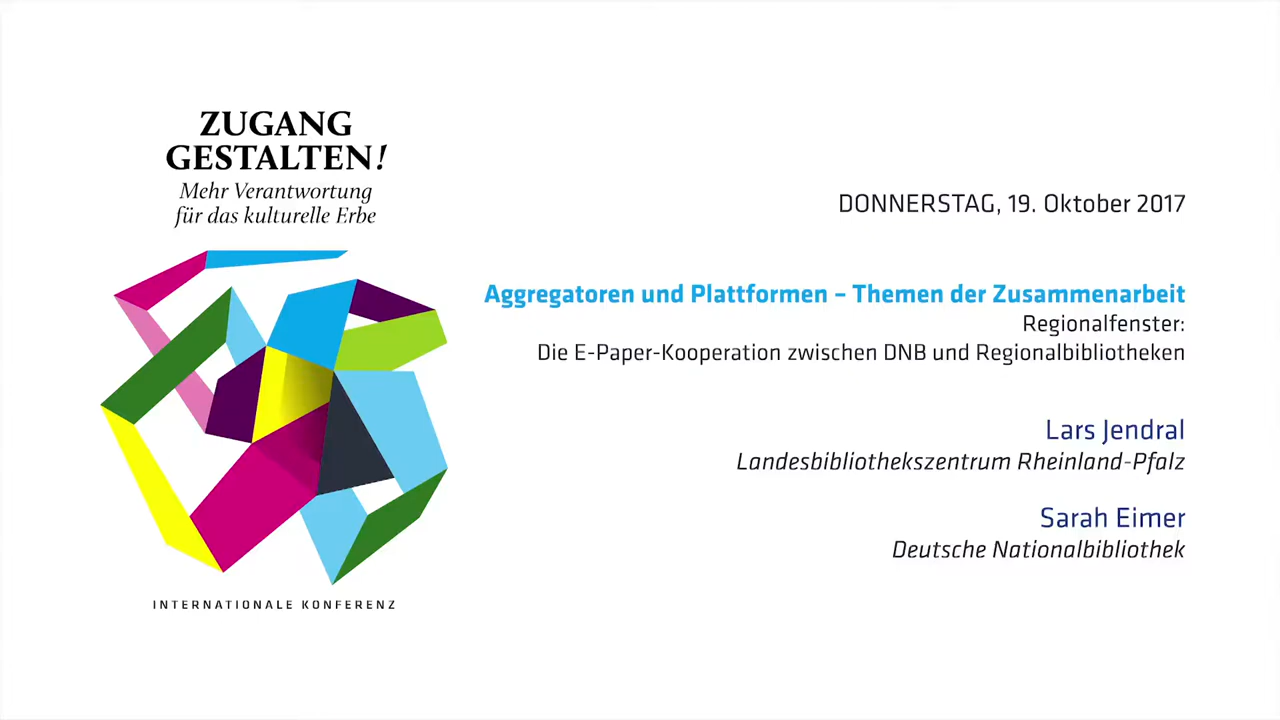 ZUGANG
GESTALTEN!
Mehr Verantwortung
für das kulturelle Erbe
INTERNATIONALE KONFERENZ
DONNERSTAG, 19. Oktober 2017
Aggregatoren und Plattformen – Themen der Zusammenarbeit
Regionalfenster:
Die E-Paper-Kooperation zwischen DNB und Regionalbibliotheken
Lars Jendral
Landesbibliothekszentrum Rheinland-Pfalz
Sarah Eimer
Deutsche Nationalbibliothek